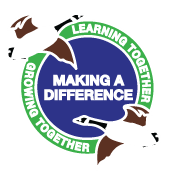 LEARNING TOGETHER
MAKING A
DIFFERENCE
GROWING TOGETHER